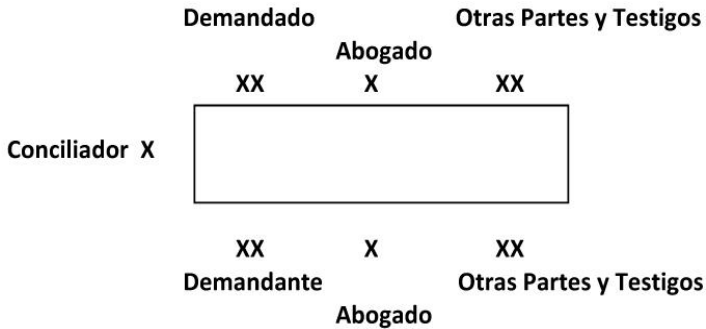 Demandado Otras Partes y Testigos
Abogado
XX X XX
Conciliador X
XX X XX
Demandante Otras Partes y Testigos
Abogado